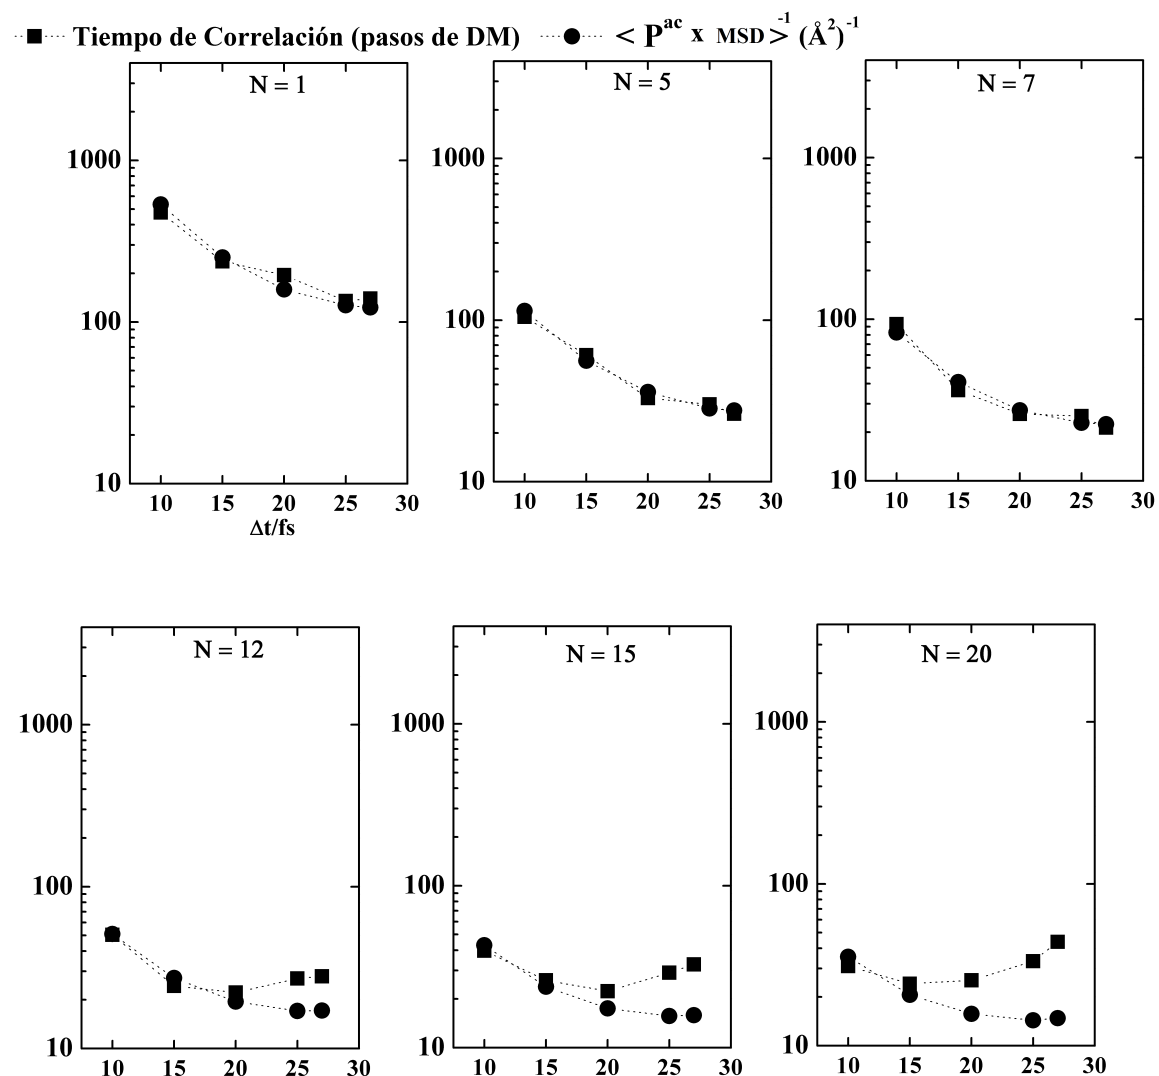 Tiempo de Correlación (pasos de DM) < P^ac x MSD >^-1 (Å^2)^-1
N = 1 N = 5 N = 7
1000 1000 1000
100 100 100
10 10 10
10 15 20 25 30 10 15 20 25 30 10 15 20 25 30
Δt/fs
N = 12 N = 15 N = 20
1000 1000 1000
100 100 100
10 10 10
10 15 20 25 30 10 15 20 25 30 10 15 20 25 30